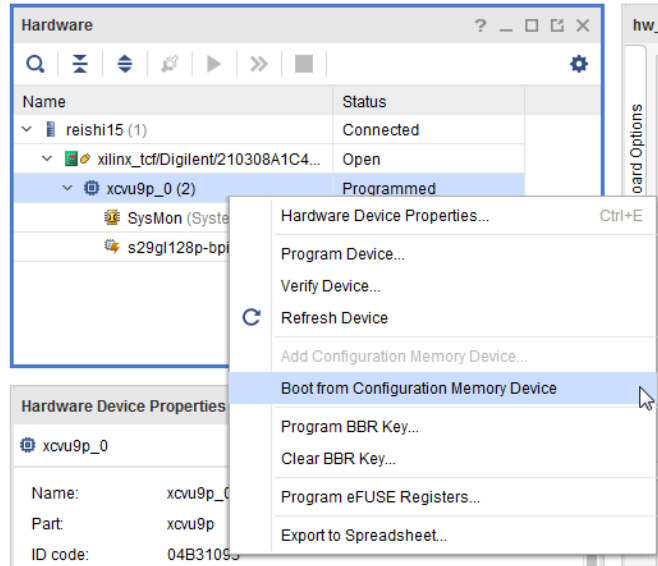 Hardware
? _
hw_
Name Status
reishi15 (1) Connected
xilinx_tcf/Digilent/210308A1C4... Open
xcvu9p_0 (2) Programmed
SysMon (Syste
s29gl128p-bpi
oard Options
Hardware Device Properties... Ctrl+E
Program Device...
Verify Device...
Refresh Device
Add Configuration Memory Device...
Boot from Configuration Memory Device
Program BBR Key...
Clear BBR Key...
Program eFUSE Registers...
Export to Spreadsheet...
Hardware Device Properties
xcvu9p_0
Name: xcvu9p_0
Part: xcvu9p
ID code: 04B31093